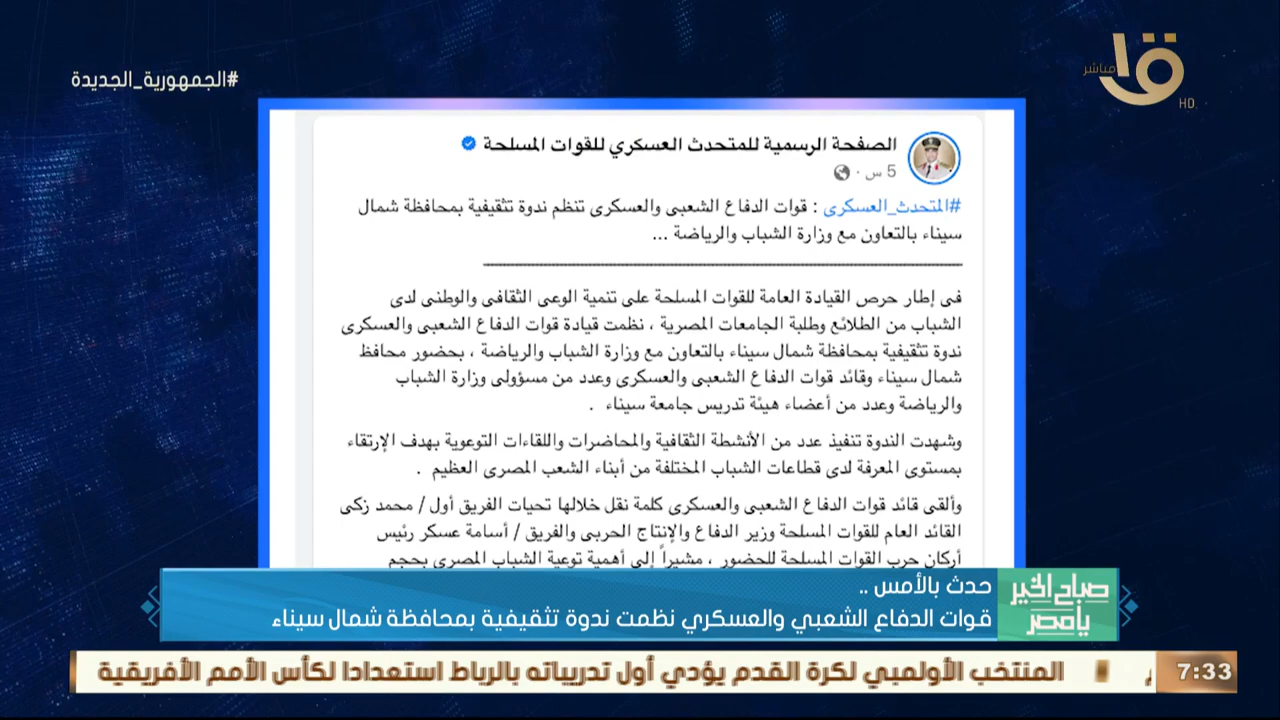 #الجمهورية_الجديدة
مباشر
HD
الصفحة الرسمية للمتحدث العسكري للقوات المسلحة
5 س ·
#المتحدث_العسكرى : قوات الدفاع الشعبى والعسكرى تنظم ندوة تثقيفية بمحافظة شمال
سيناء بالتعاون مع وزارة الشباب والرياضة ...
فى إطار حرص القيادة العامة للقوات المسلحة على تنمية الوعى الثقافى والوطنى لدى
الشباب من الطلائع وطلبة الجامعات المصرية ، نظمت قيادة قوات الدفاع الشعبى والعسكرى
ندوة تثقيفية بمحافظة شمال سيناء بالتعاون مع وزارة الشباب والرياضة ، بحضور محافظ
شمال سيناء وقائد قوات الدفاع الشعبى والعسكرى وعدد من مسؤولى وزارة الشباب
والرياضة وعدد من أعضاء هيئة تدريس جامعة سيناء .
وشهدت الندوة تنفيذ عدد من الأنشطة الثقافية والمحاضرات واللقاءات التوعوية بهدف الإرتقاء
بمستوى المعرفة لدى قطاعات الشباب المختلفة من أبناء الشعب المصرى العظيم .
وألقى قائد قوات الدفاع الشعبى والعسكرى كلمة نقل خلالها تحيات الفريق أول / محمد زكى
القائد العام للقوات المسلحة وزير الدفاع والإنتاج الحربى والفريق / أسامة عسكر رئيس
أركان حرب القوات المسلحة للحضور ، مشيراً إلى أهمية توعية الشباب المصرى بحجم
صباح الخير
يا مصر
حدث بالأمس ..
قوات الدفاع الشعبي والعسكري نظمت ندوة تثقيفية بمحافظة شمال سيناء
7:33
المنتخب الأولمبي لكرة القدم يؤدي أول تدريباته بالرباط استعدادا لكأس الأمم الأفريقية